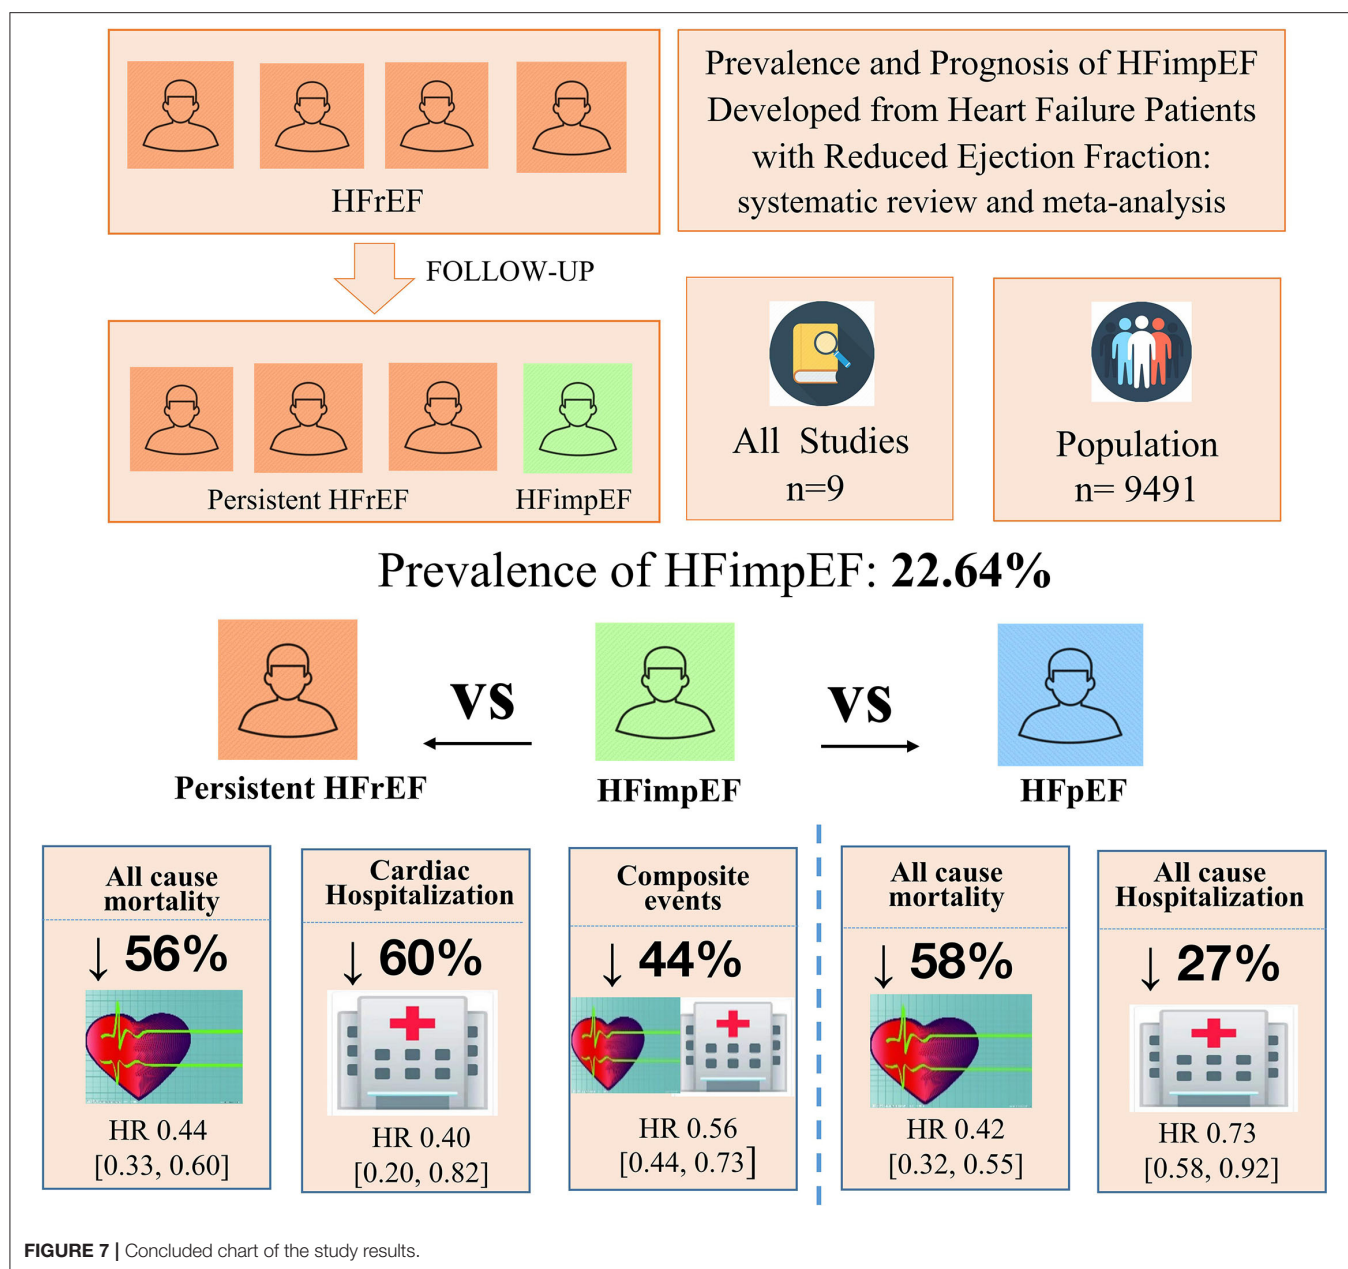 HFrEF
Prevalence and Prognosis of HFimpEF
Developed from Heart Failure Patients
with Reduced Ejection Fraction:
systematic review and meta-analysis
FOLLOW-UP
Persistent HFrEF
HFimpEF
All Studies
n=9
Population
n= 9491
Prevalence of HFimpEF: 22.64%
vs
vs
Persistent HFrEF
HFimpEF
HFpEF
All cause
mortality
↓ 56%
HR 0.44
[0.33, 0.60]
Cardiac
Hospitalization
↓ 60%
HR 0.40
[0.20, 0.82]
Composite
events
↓ 44%
HR 0.56
[0.44, 0.73]
All cause
mortality
↓ 58%
HR 0.42
[0.32, 0.55]
All cause
Hospitalization
↓ 27%
HR 0.73
[0.58, 0.92]
FIGURE 7 | Concluded chart of the study results.